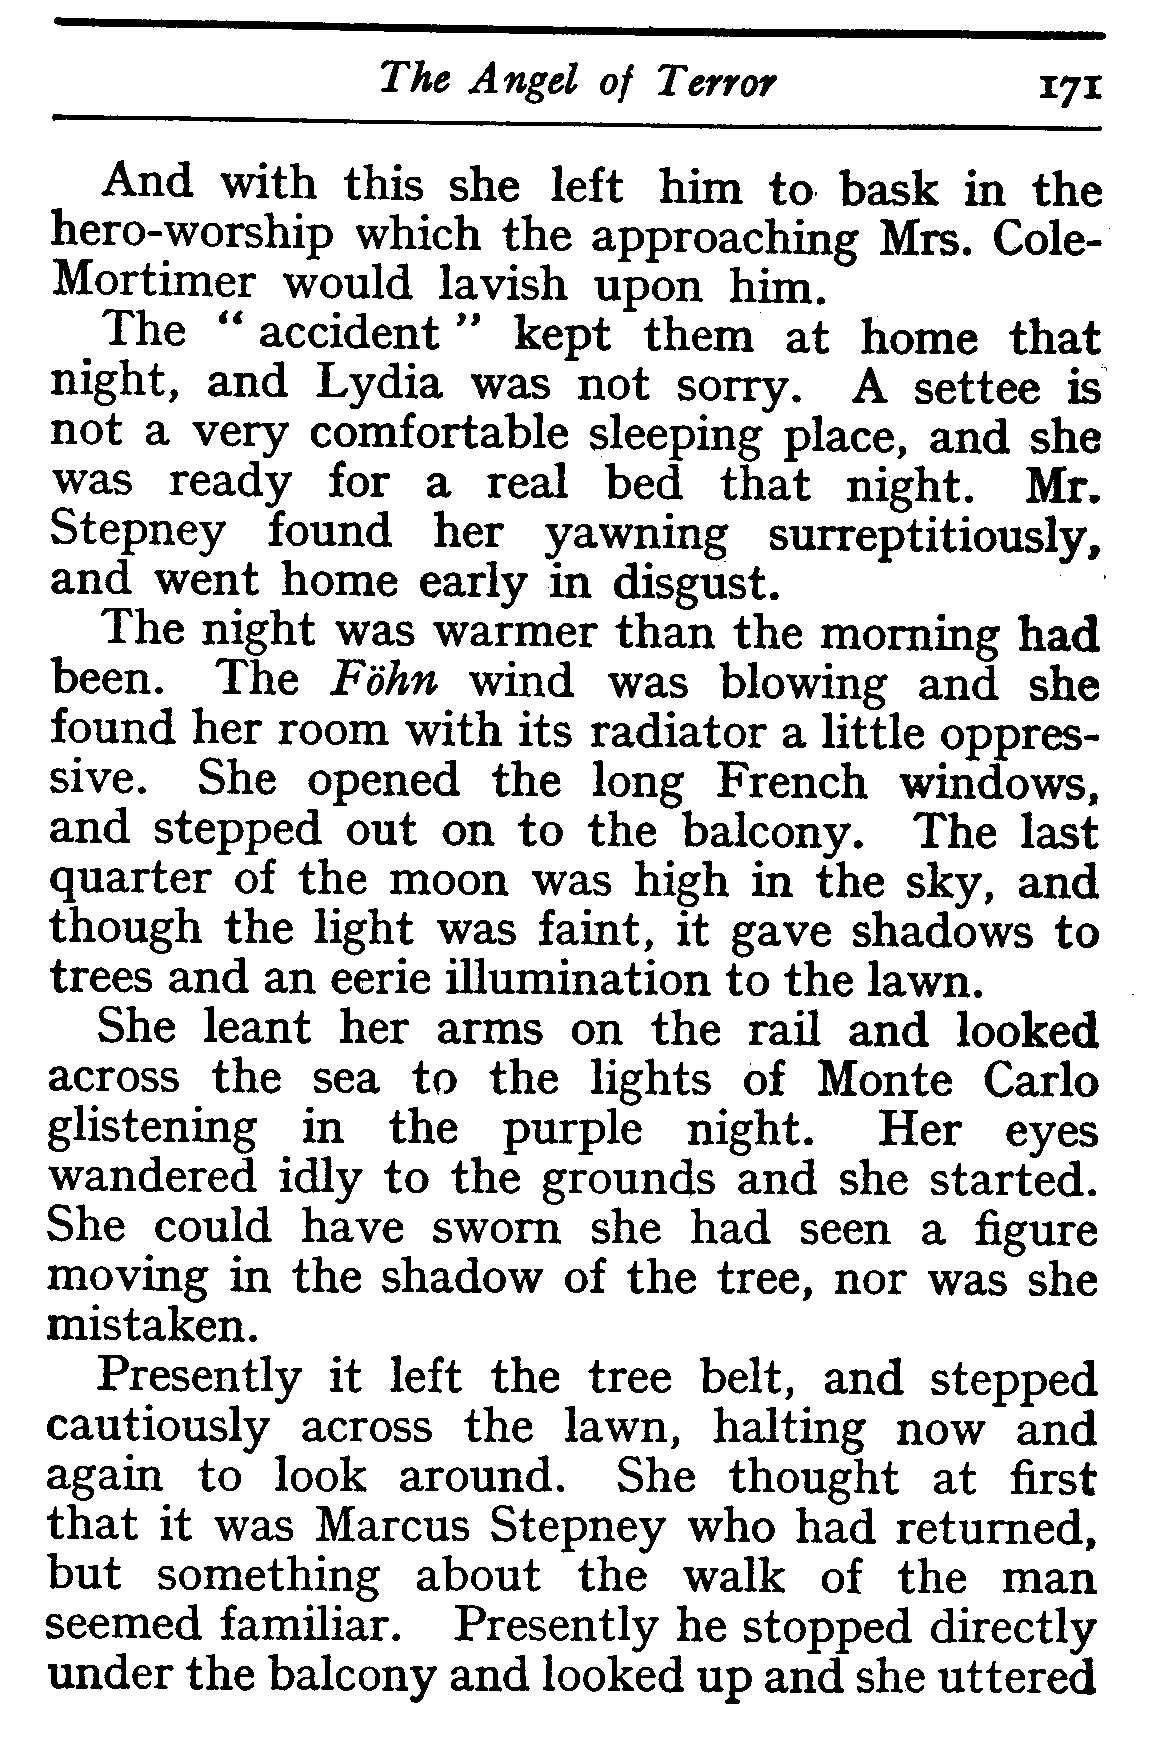 The Angel of Terror 171
And with this she left him to bask in the
hero-worship which the approaching Mrs. Cole-
Mortimer would lavish upon him.
The “ accident ” kept them at home that
night, and Lydia was not sorry. A settee is
not a very comfortable sleeping place, and she
was ready for a real bed that night. Mr.
Stepney found her yawning surreptitiously,
and went home early in disgust.
The night was warmer than the morning had
been. The Föhn wind was blowing and she
found her room with its radiator a little oppres-
sive. She opened the long French windows,
and stepped out on to the balcony. The last
quarter of the moon was high in the sky, and
though the light was faint, it gave shadows to
trees and an eerie illumination to the lawn.
She leant her arms on the rail and looked
across the sea to the lights of Monte Carlo
glistening in the purple night. Her eyes
wandered idly to the grounds and she started.
She could have sworn she had seen a figure
moving in the shadow of the tree, nor was she
mistaken.
Presently it left the tree belt, and stepped
cautiously across the lawn, halting now and
again to look around. She thought at first
that it was Marcus Stepney who had returned,
but something about the walk of the man
seemed familiar. Presently he stopped directly
under the balcony and looked up and she uttered